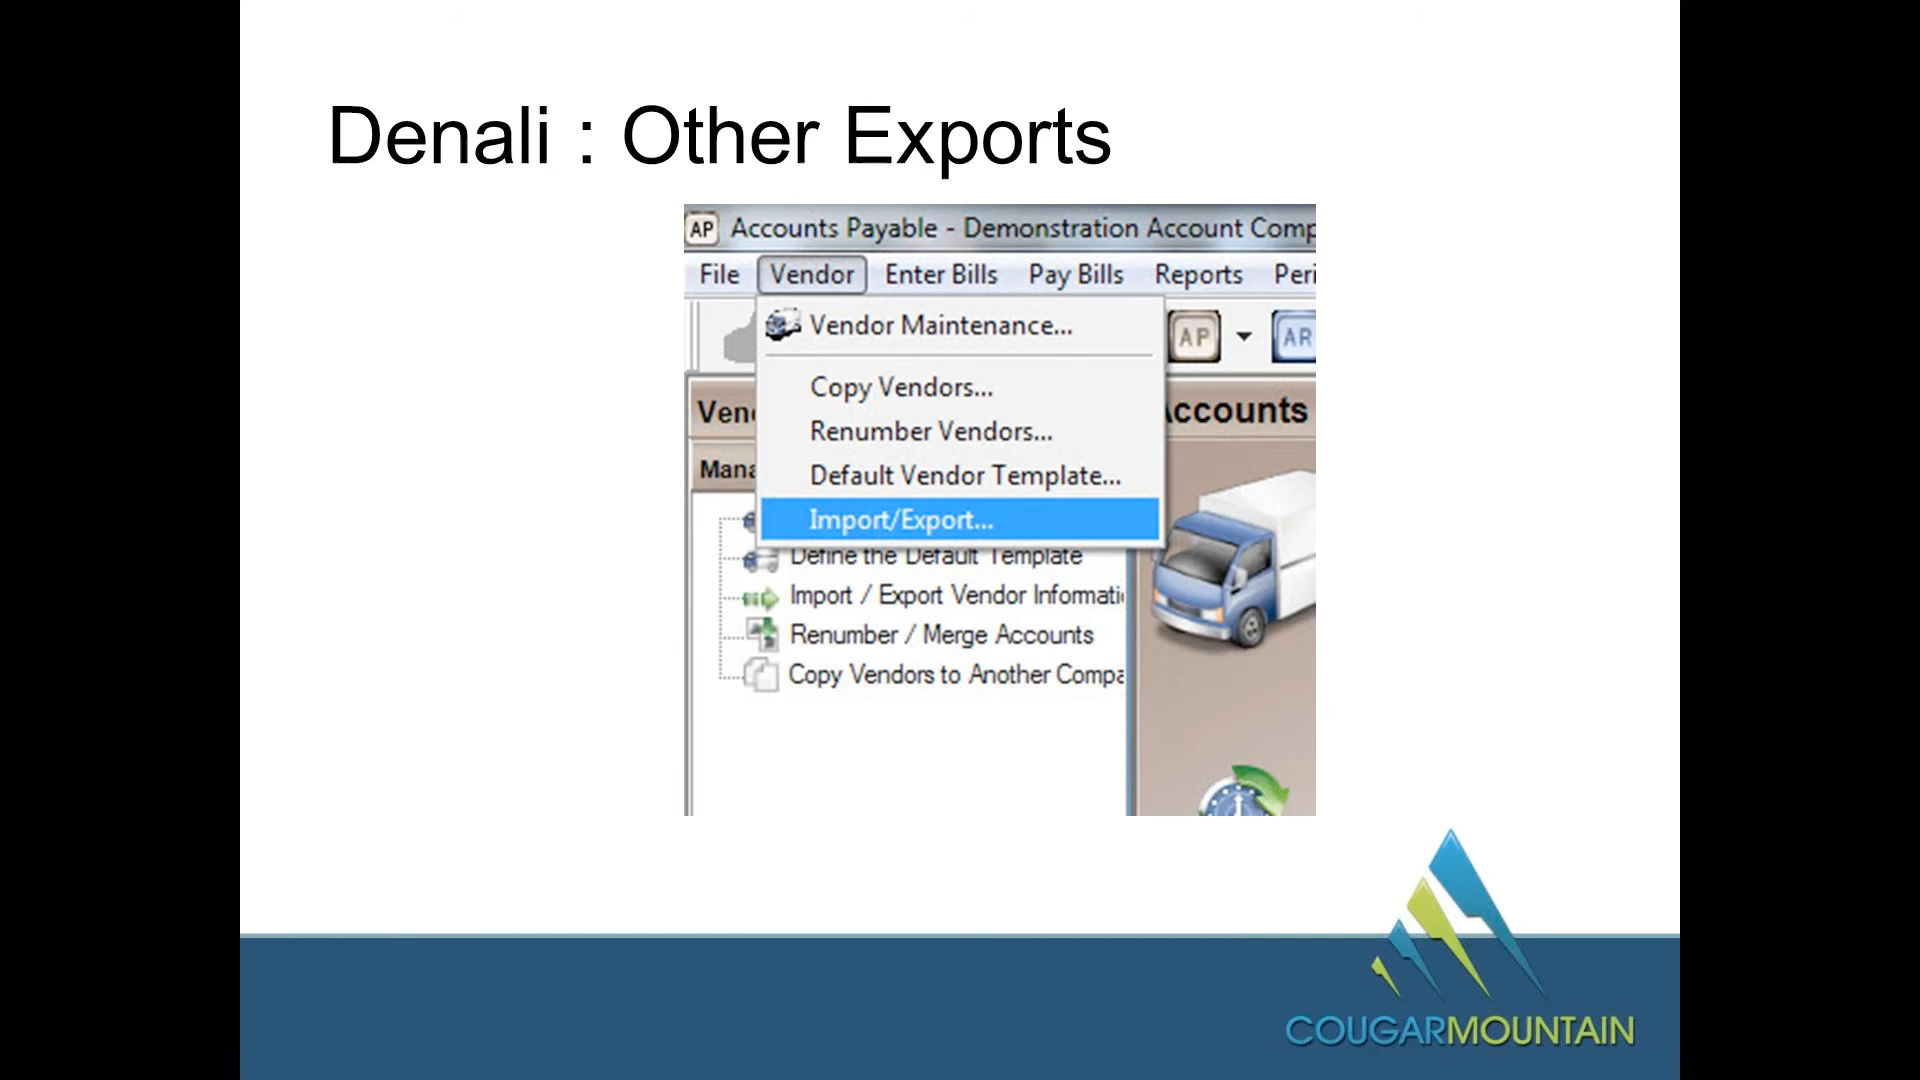 Denali : Other Exports
AP Accounts Payable - Demonstration Account Comp
File Vendor Enter Bills Pay Bills Reports Peri
Vendor Maintenance...
AP AR
Copy Vendors...
Ven Accounts
Renumber Vendors...
Mana
Default Vendor Template...
Import/Export...
Define the Default Template
Import / Export Vendor Informati
Renumber / Merge Accounts
Copy Vendors to Another Compa
COUGARMOUNTAIN